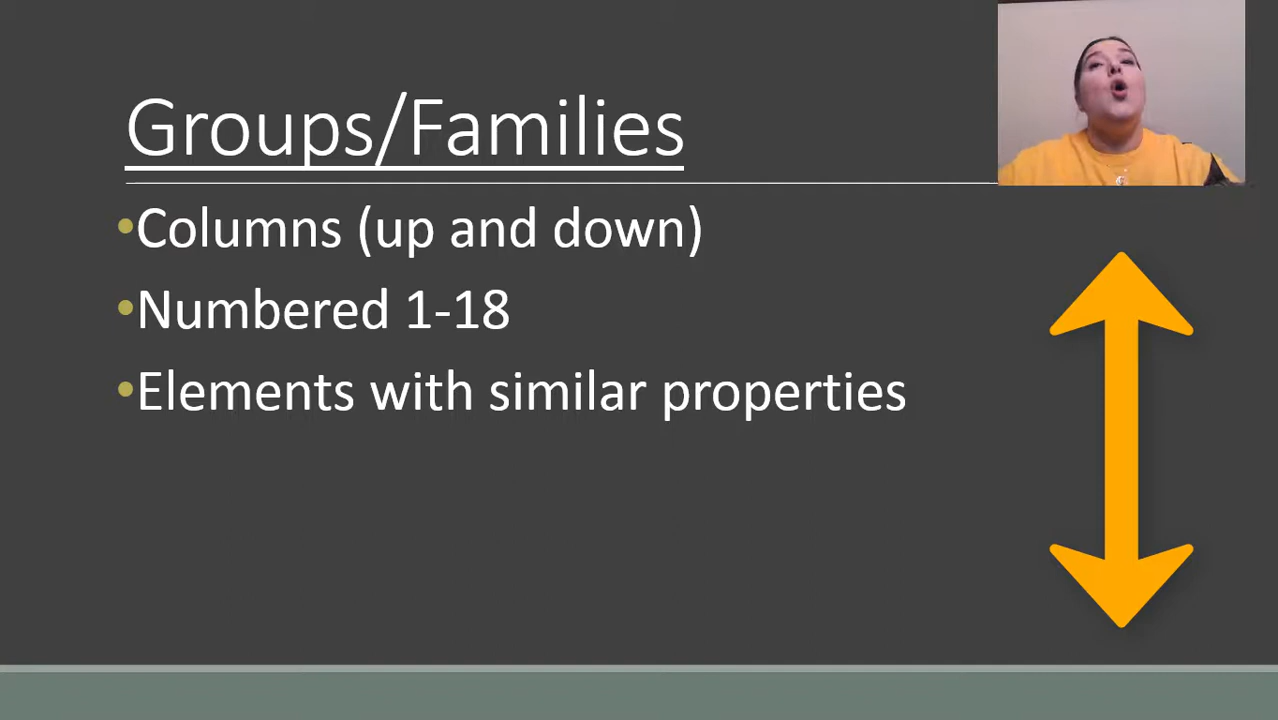 Groups/Families
•Columns (up and down)
•Numbered 1-18
•Elements with similar properties